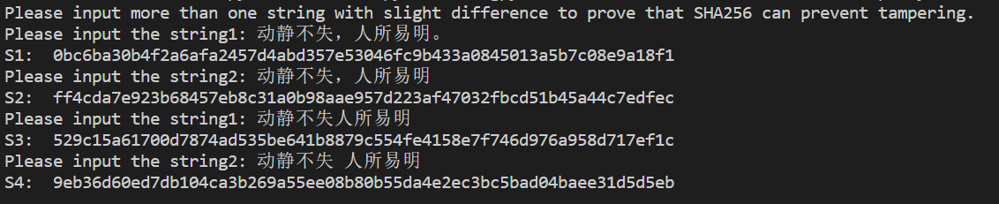 Please input more than one string with slight difference to prove that SHA256 can prevent tampering.
Please input the string1: 动静不失，人所易明。
S1:  0bc6ba30b4f2a6afa2457d4abd357e53046fc9b433a0845013a5b7c08e9a18f1
Please input the string2: 动静不失，人所易明
S2:  ff4cda7e923b68457eb8c31a0b98aae957d223af47032fbcd51b45a44c7edfec
Please input the string1: 动静不失人所易明
S3:  529c15a61700d7874ad535be641b8879c554fe4158e7f746d976a958d717ef1c
Please input the string2: 动静不失 人所易明
S4:  9eb36d60ed7db104ca3b269a55ee08b80b55da4e2ec3bc5bad04baee31d5d5eb